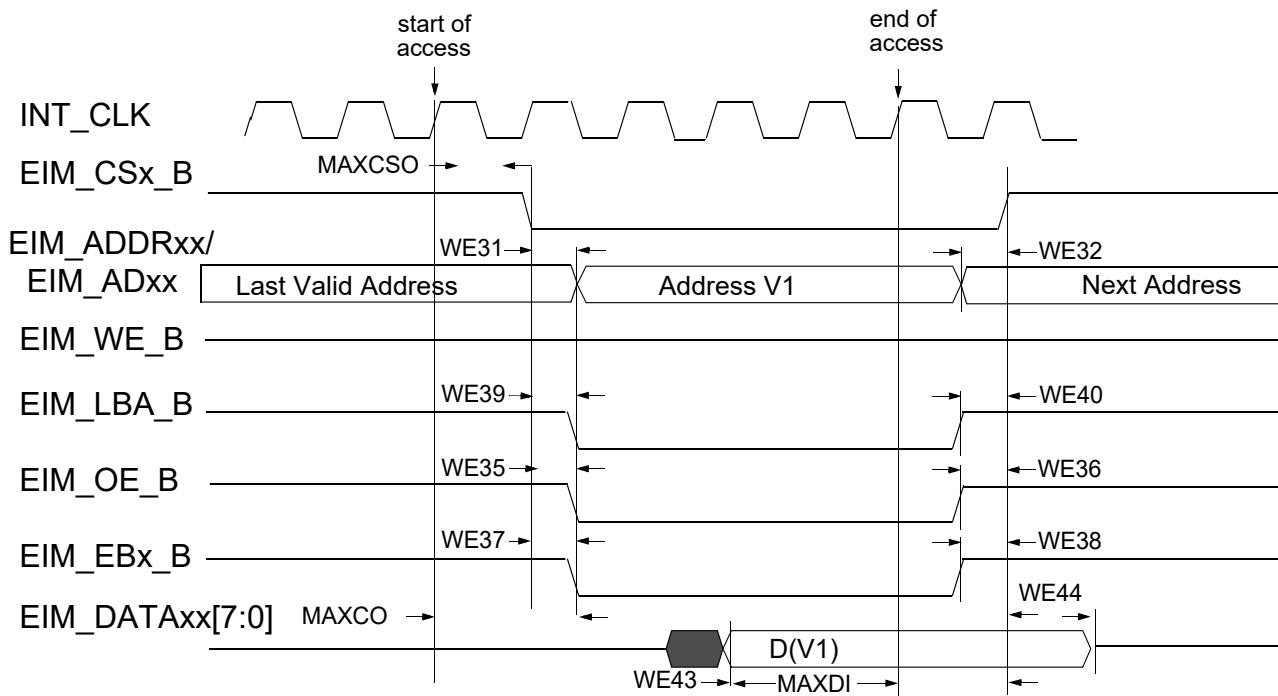 start of
access
end of
access
INT_CLK
MAXCSO
EIM_CSx_B
EIM_ADDRxx/
EIM_ADxx
WE31
WE32
Last Valid Address
Address V1
Next Address
EIM_WE_B
WE39
WE40
EIM_LBA_B
WE35
WE36
EIM_OE_B
WE37
WE38
EIM_EBx_B
WE44
EIM_DATAxx[7:0]
MAXCO
D(V1)
WE43
MAXDI